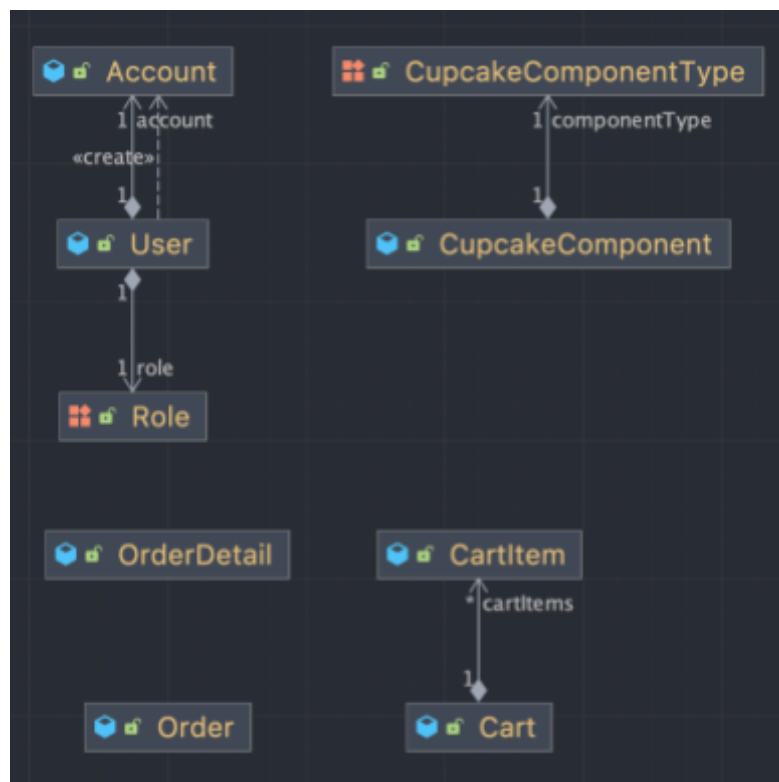 Account
CupcakeComponentType
1 account
1 componentType
«create»
1
1
User
CupcakeComponent
1
1 role
Role
OrderDetail
CartItem
* cartItems
1
Order
Cart